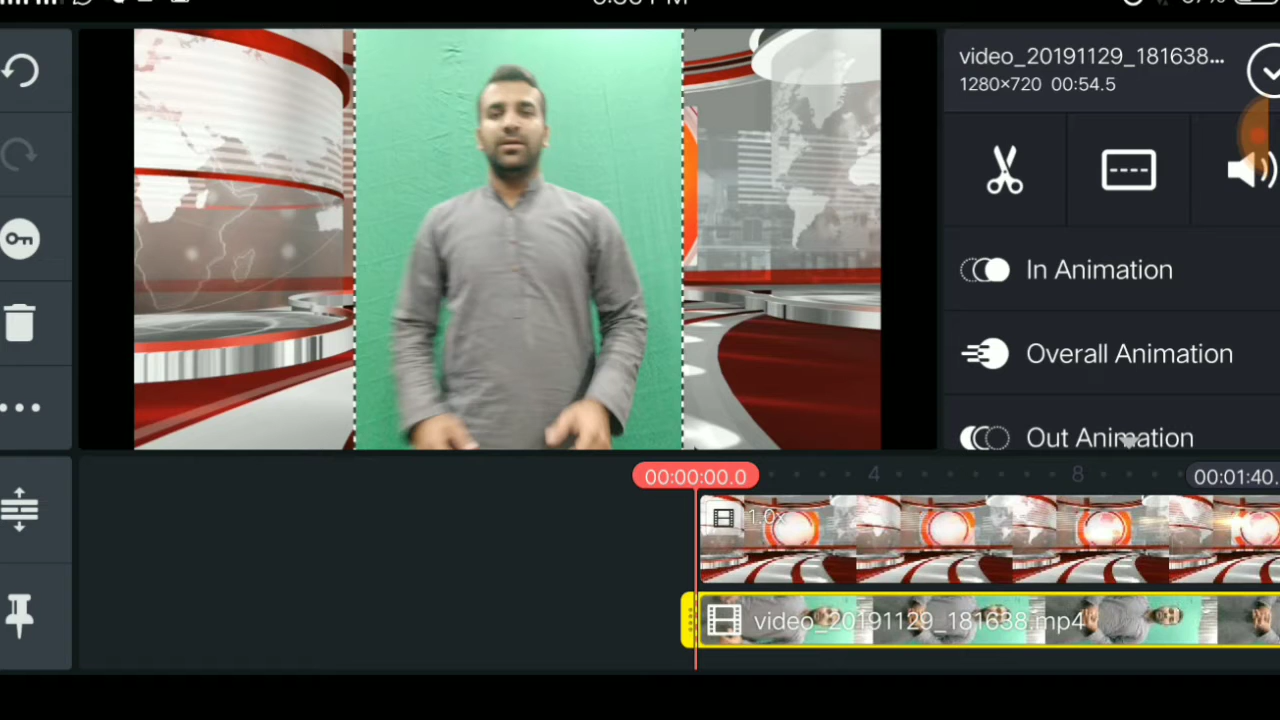 video_20191129_181638...
1280×720 00:54.5
In Animation
Overall Animation
Out Animation
00:00:00.0
4
8
00:01:40.
1.0x
video_20191129_181638.mp4